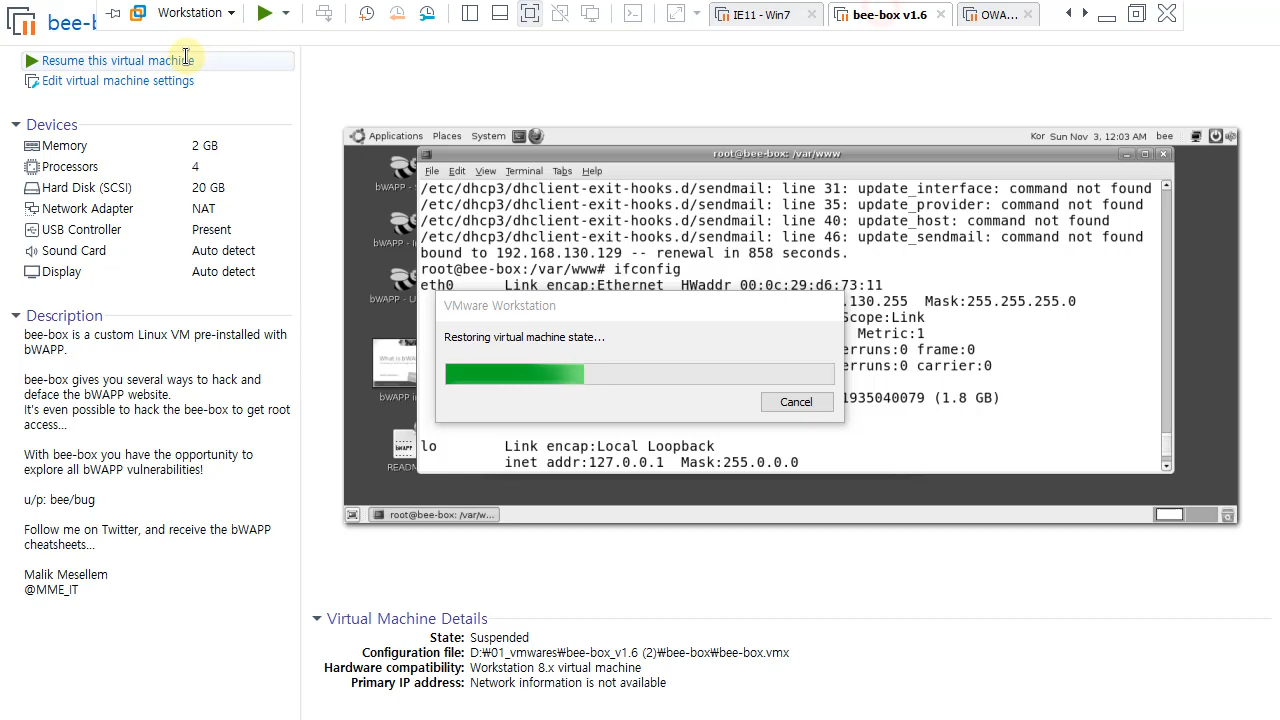 bee-b
Workstation
IE11 - Win7
bee-box v1.6
OWA...
Resume this virtual machine
Edit virtual machine settings
Devices
Memory 2 GB
Processors 4
Hard Disk (SCSI) 20 GB
Network Adapter NAT
USB Controller Present
Sound Card Auto detect
Display Auto detect
Description
bee-box is a custom Linux VM pre-installed with
bWAPP.
bee-box gives you several ways to hack and
deface the bWAPP website.
It's even possible to hack the bee-box to get root
access...
With bee-box you have the opportunity to
explore all bWAPP vulnerabilities!
u/p: bee/bug
Follow me on Twitter, and receive the bWAPP
cheatsheets...
Malik Mesellem
@MME_IT
Applications Places System
Kor Sun Nov 3, 12:03 AM bee
bWAPP - S
bWAPP In
bWAPP - L
What is bWAPP
bWAPP in
bWAPP
READM
root@bee-box: /var/www
File Edit View Terminal Tabs Help
/etc/dhcp3/dhclient-exit-hooks.d/sendmail: line 31: update_interface: command not found
/etc/dhcp3/dhclient-exit-hooks.d/sendmail: line 35: update_provider: command not found
/etc/dhcp3/dhclient-exit-hooks.d/sendmail: line 40: update_host: command not found
/etc/dhcp3/dhclient-exit-hooks.d/sendmail: line 46: update_sendmail: command not found
bound to 192.168.130.129 -- renewal in 858 seconds.
root@bee-box:/var/www# ifconfig
eth0 Link encap:Ethernet HWaddr 00:0c:29:d6:73:11
.130.255 Mask:255.255.255.0
Scope:Link
Metric:1
erruns:0 frame:0
erruns:0 carrier:0
1935040079 (1.8 GB)
lo Link encap:Local Loopback
inet addr:127.0.0.1 Mask:255.0.0.0
VMware Workstation
Restoring virtual machine state...
Cancel
root@bee-box: /var/w...
Virtual Machine Details
State: Suspended
Configuration file: D:₩01_vmwares₩bee-box_v1.6 (2)₩bee-box₩bee-box.vmx
Hardware compatibility: Workstation 8.x virtual machine
Primary IP address: Network information is not available